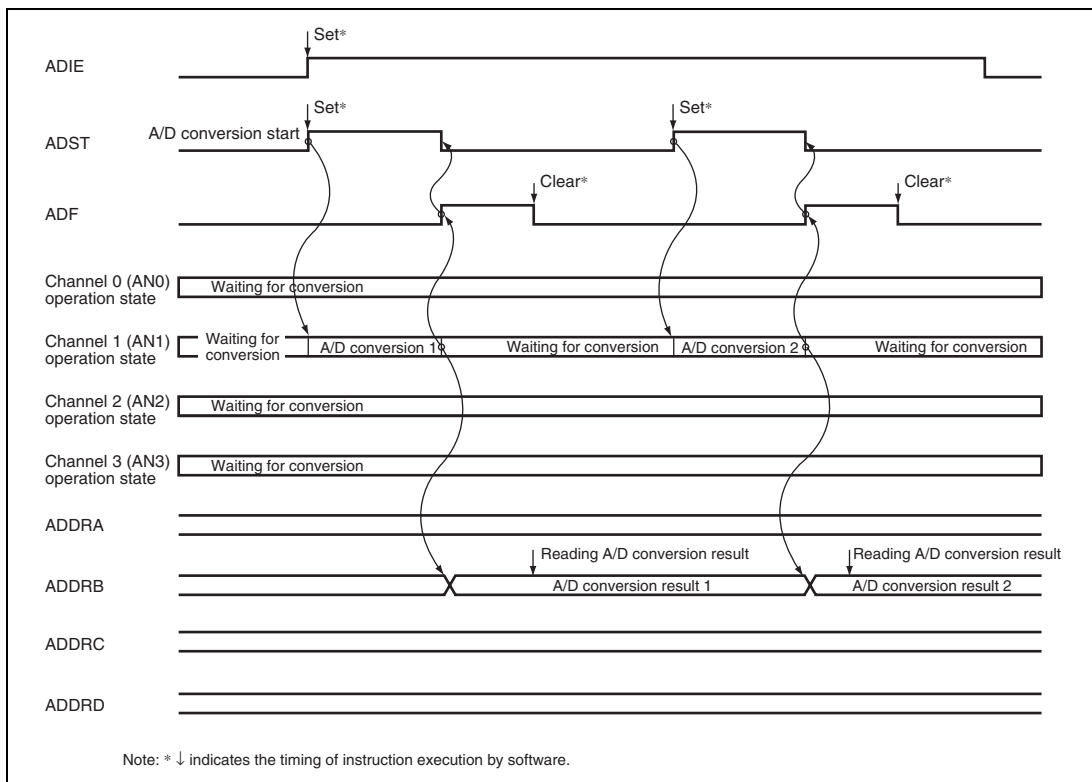 Set*
ADIE
Set*
Set*
A/D conversion start
ADST
Clear*
Clear*
ADF
Channel 0 (AN0)
operation state
Waiting for conversion
Channel 1 (AN1)
operation state
Waiting for
conversion
A/D conversion 1
Waiting for conversion
A/D conversion 2
Waiting for conversion
Channel 2 (AN2)
operation state
Waiting for conversion
Channel 3 (AN3)
operation state
Waiting for conversion
ADDRA
Reading A/D conversion result
Reading A/D conversion result
ADDRB
A/D conversion result 1
A/D conversion result 2
ADDRC
ADDRD
Note: * ↓ indicates the timing of instruction execution by software.